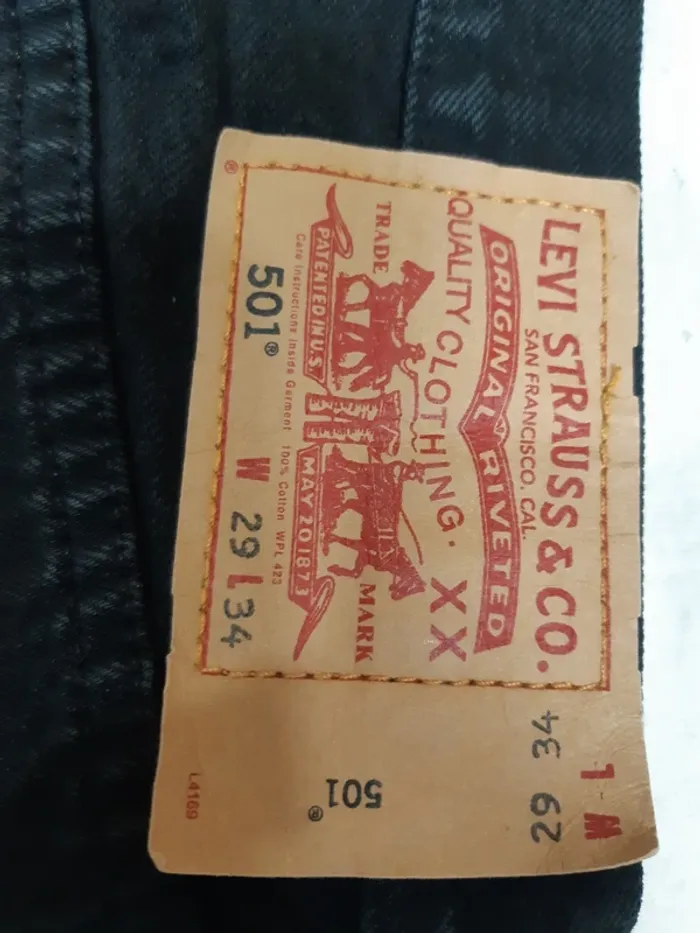 LEVI STRAUSS & CO.
SAN FRANCISCO, CAL.
ORIGINAL RIVETED
QUALITY CLOTHING. XX
TRADE MARK
PATENTED IN U.S. MAY 20 1873
Care Instructions Inside Garment 100% Cotton WPL 423
501® W 29 L 34
®
W L
29 34
501®
L4169